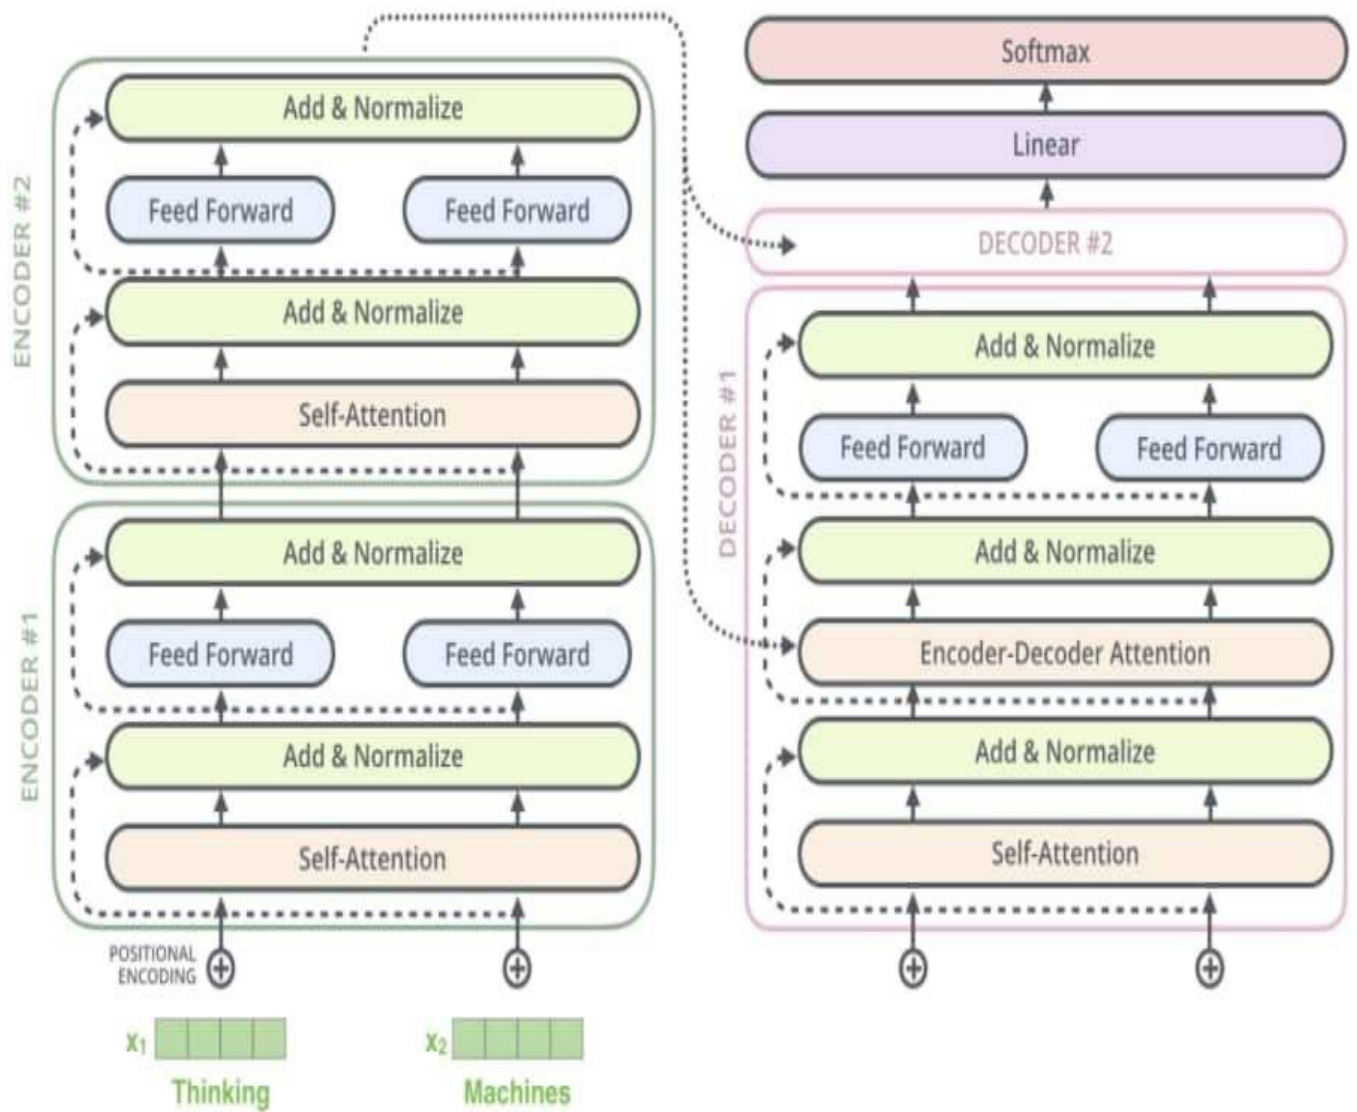 ENCODER #2
Add & Normalize
Feed Forward
Feed Forward
Add & Normalize
Self-Attention
ENCODER #1
Add & Normalize
Feed Forward
Feed Forward
Add & Normalize
Self-Attention
POSITIONAL
ENCODING
x₁
x₂
Thinking
Machines
Softmax
Linear
DECODER #2
DECODER #1
Add & Normalize
Feed Forward
Feed Forward
Add & Normalize
Encoder-Decoder Attention
Add & Normalize
Self-Attention